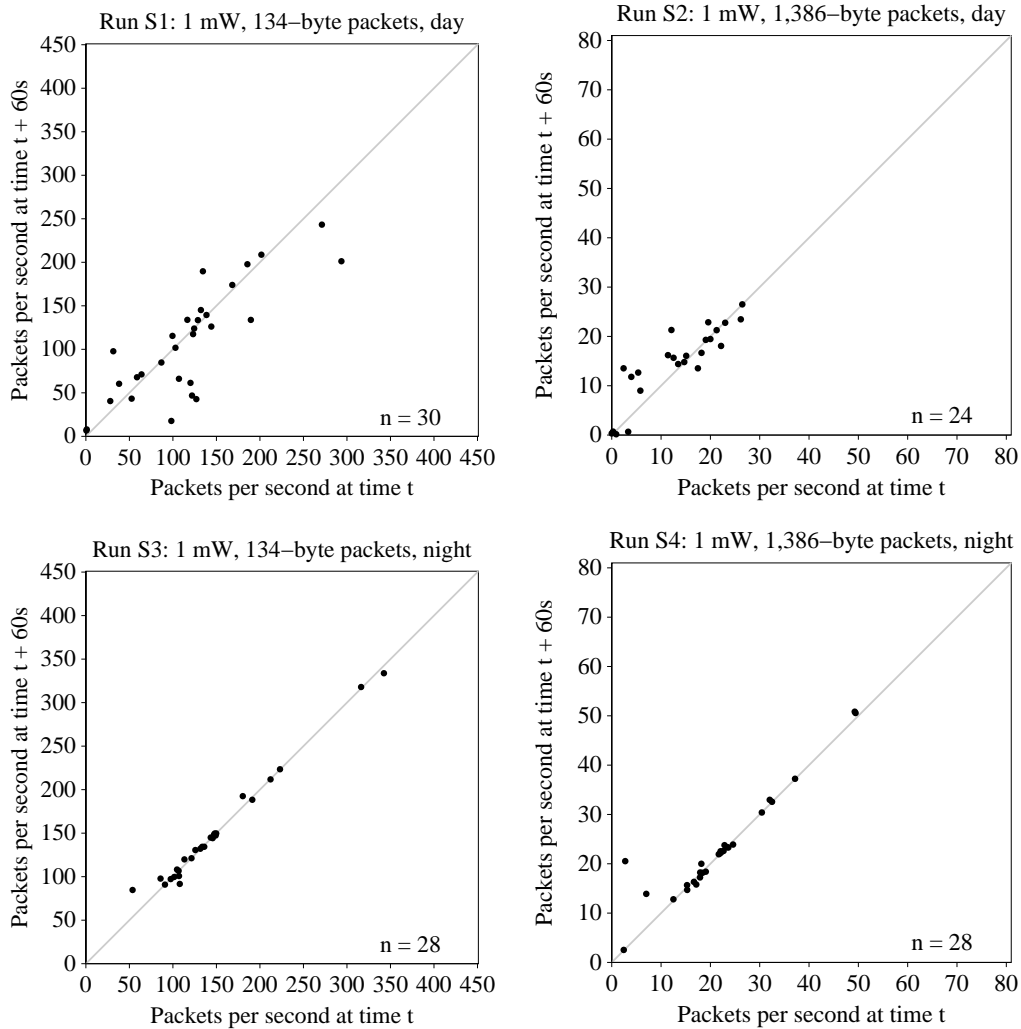 Run S1: 1 mW, 134−byte packets, day
450
400
350
300
250
200
150
100
50
0
Packets per second at time t + 60s
n = 30
0 50 100 150 200 250 300 350 400 450
Packets per second at time t
Run S2: 1 mW, 1,386−byte packets, day
80
70
60
50
40
30
20
10
0
Packets per second at time t + 60s
n = 24
0 10 20 30 40 50 60 70 80
Packets per second at time t
Run S3: 1 mW, 134−byte packets, night
450
400
350
300
250
200
150
100
50
0
Packets per second at time t + 60s
n = 28
0 50 100 150 200 250 300 350 400 450
Packets per second at time t
Run S4: 1 mW, 1,386−byte packets, night
80
70
60
50
40
30
20
10
0
Packets per second at time t + 60s
n = 28
0 10 20 30 40 50 60 70 80
Packets per second at time t